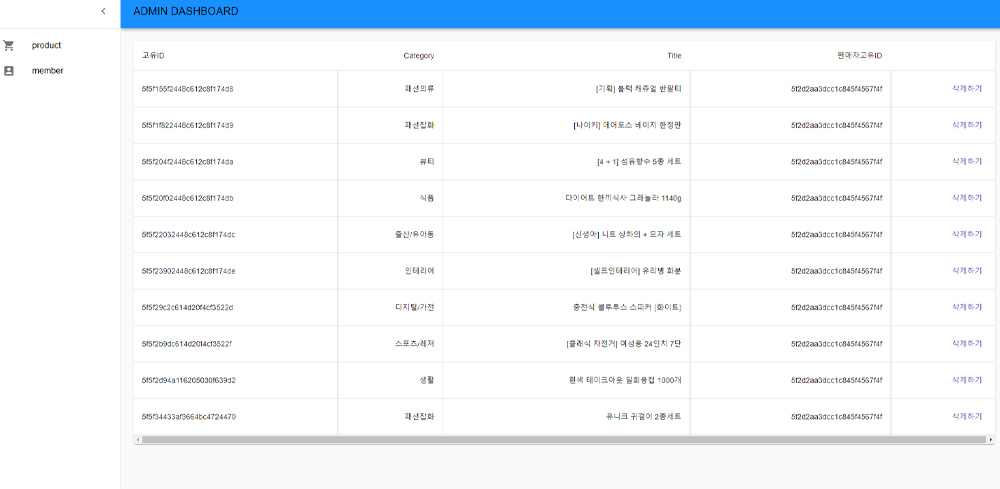 ADMIN DASHBOARD
product
member
고유ID Category Title 판매자고유ID
5f5f155f2448c612c8f174d8 패션의류 [기획] 블럭 캐쥬얼 반팔티 5f2d2aa3dcc1c845f4567f4f 삭제하기
5f5f1f822448c612c8f174d9 패션잡화 [나이키] 에어포스 베이지 한정판 5f2d2aa3dcc1c845f4567f4f 삭제하기
5f5f204f2448c612c8f174da 뷰티 [4 + 1] 섬유향수 5종 세트 5f2d2aa3dcc1c845f4567f4f 삭제하기
5f5f20f02448c612c8f174db 식품 다이어트 한끼식사 그래놀라 1140g 5f2d2aa3dcc1c845f4567f4f 삭제하기
5f5f22032448c612c8f174dc 출산/유아동 [신생아] 니트 상하의 + 모자 세트 5f2d2aa3dcc1c845f4567f4f 삭제하기
5f5f23902448c612c8f174de 인테리어 [셀프인테리어] 유리병 화분 5f2d2aa3dcc1c845f4567f4f 삭제하기
5f5f29c2c614d20f4cf3522d 디지털/가전 충전식 블루투스 스피커 (화이트) 5f2d2aa3dcc1c845f4567f4f 삭제하기
5f5f2b9dc614d20f4cf3522f 스포츠/레저 [클래식 자전거] 여성용 24인치 7단 5f2d2aa3dcc1c845f4567f4f 삭제하기
5f5f2d94a116205030f639d2 생활 흰색 테이크아웃 일회용컵 1000개 5f2d2aa3dcc1c845f4567f4f 삭제하기
5f5f34433af3664bc4724470 패션잡화 유니크 귀걸이 2종세트 5f2d2aa3dcc1c845f4567f4f 삭제하기